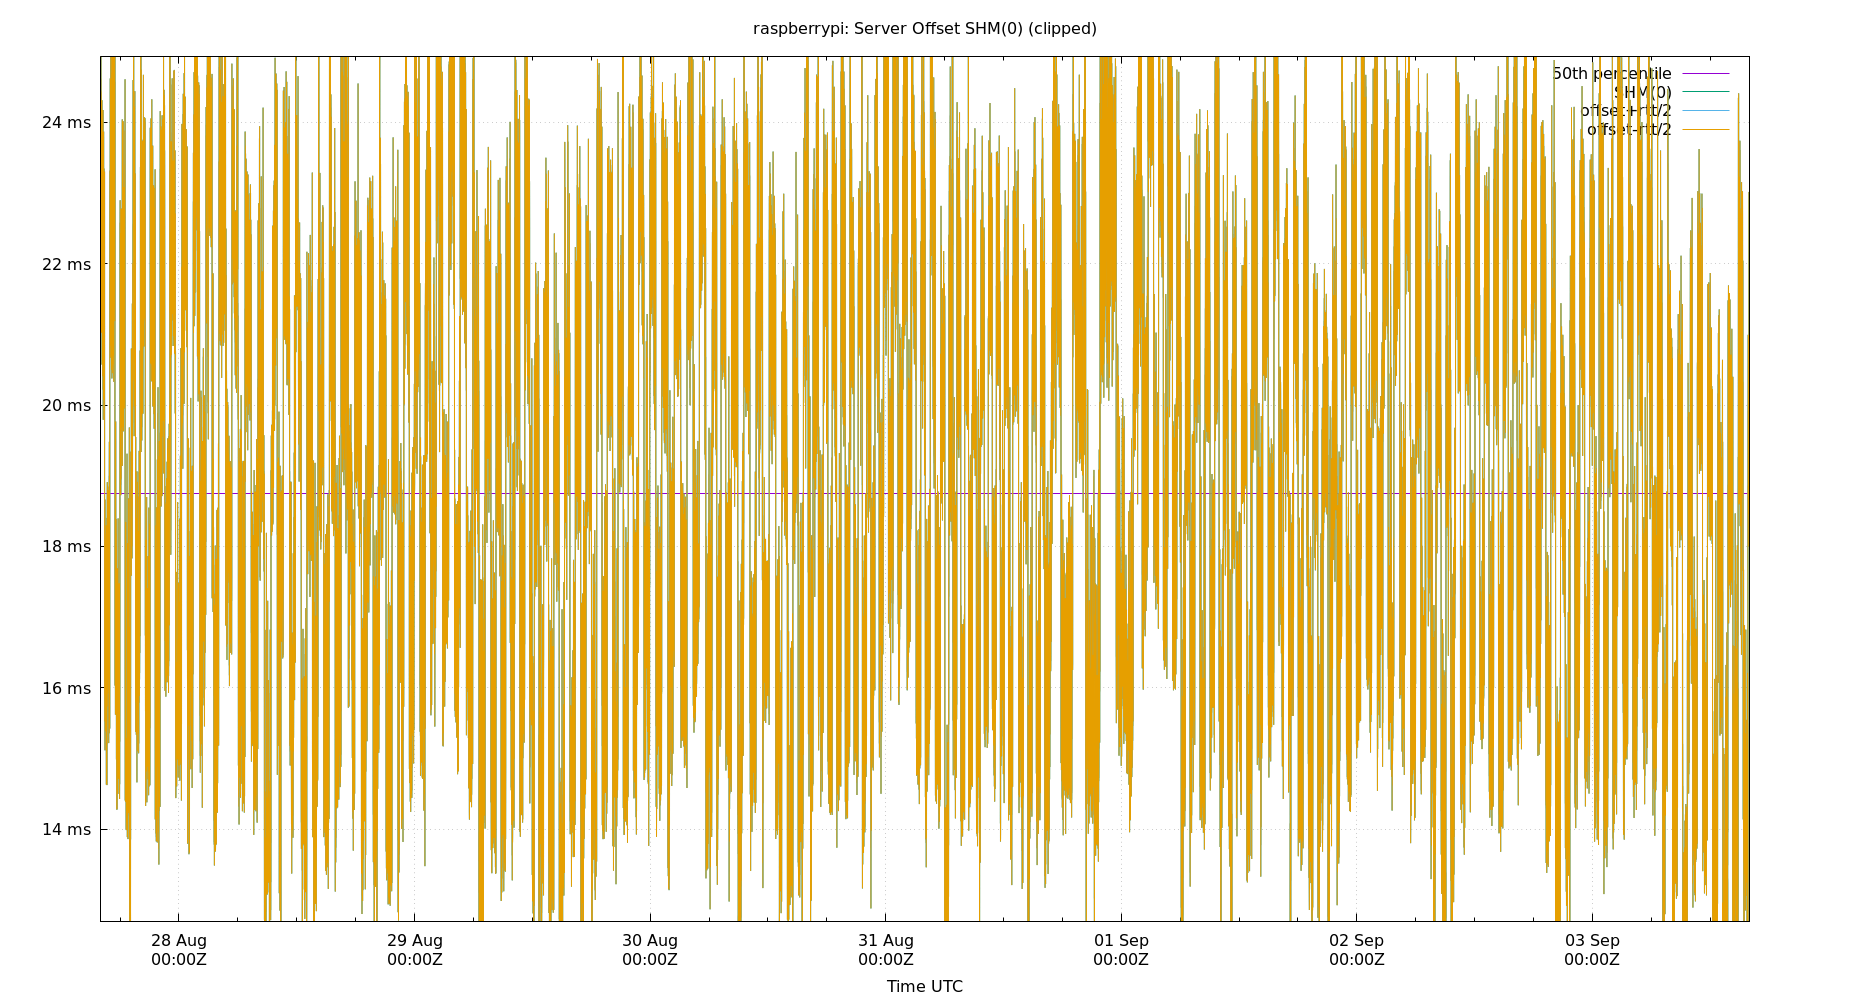 raspberrypi: Server Offset SHM(0) (clipped)
50th percentile
SHM(0)
offset+rtt/2
offset-rtt/2
24 ms
22 ms
20 ms
18 ms
16 ms
14 ms
28 Aug 29 Aug 30 Aug 31 Aug 01 Sep 02 Sep 03 Sep
00:00Z 00:00Z 00:00Z 00:00Z 00:00Z 00:00Z 00:00Z
Time UTC